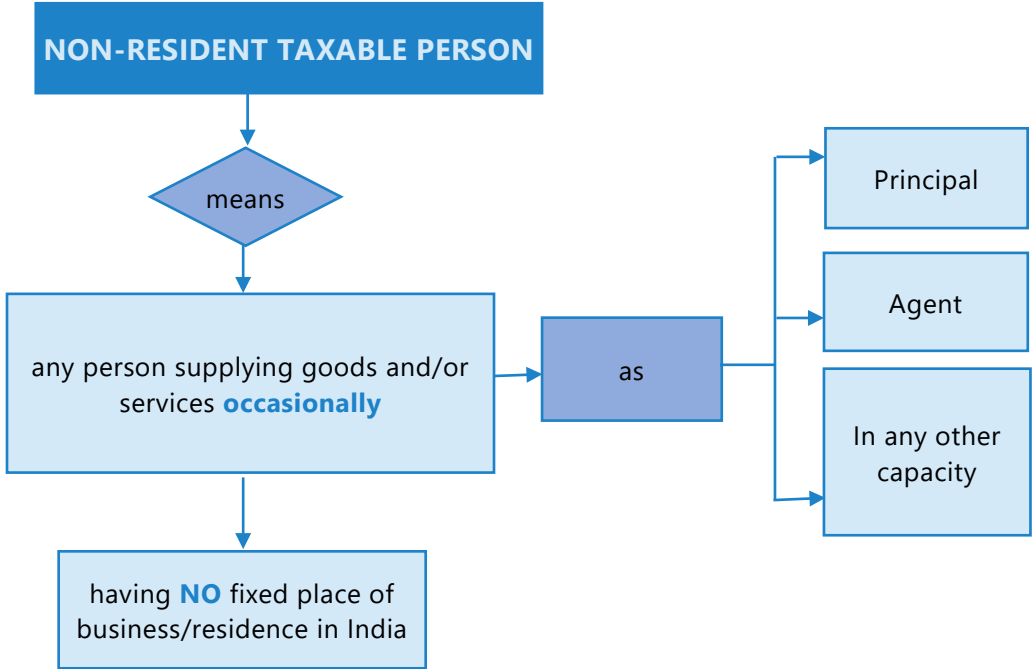 NON-RESIDENT TAXABLE PERSON
means
any person supplying goods and/or
services occasionally
as
Principal
Agent
In any other
capacity
having NO fixed place of
business/residence in India